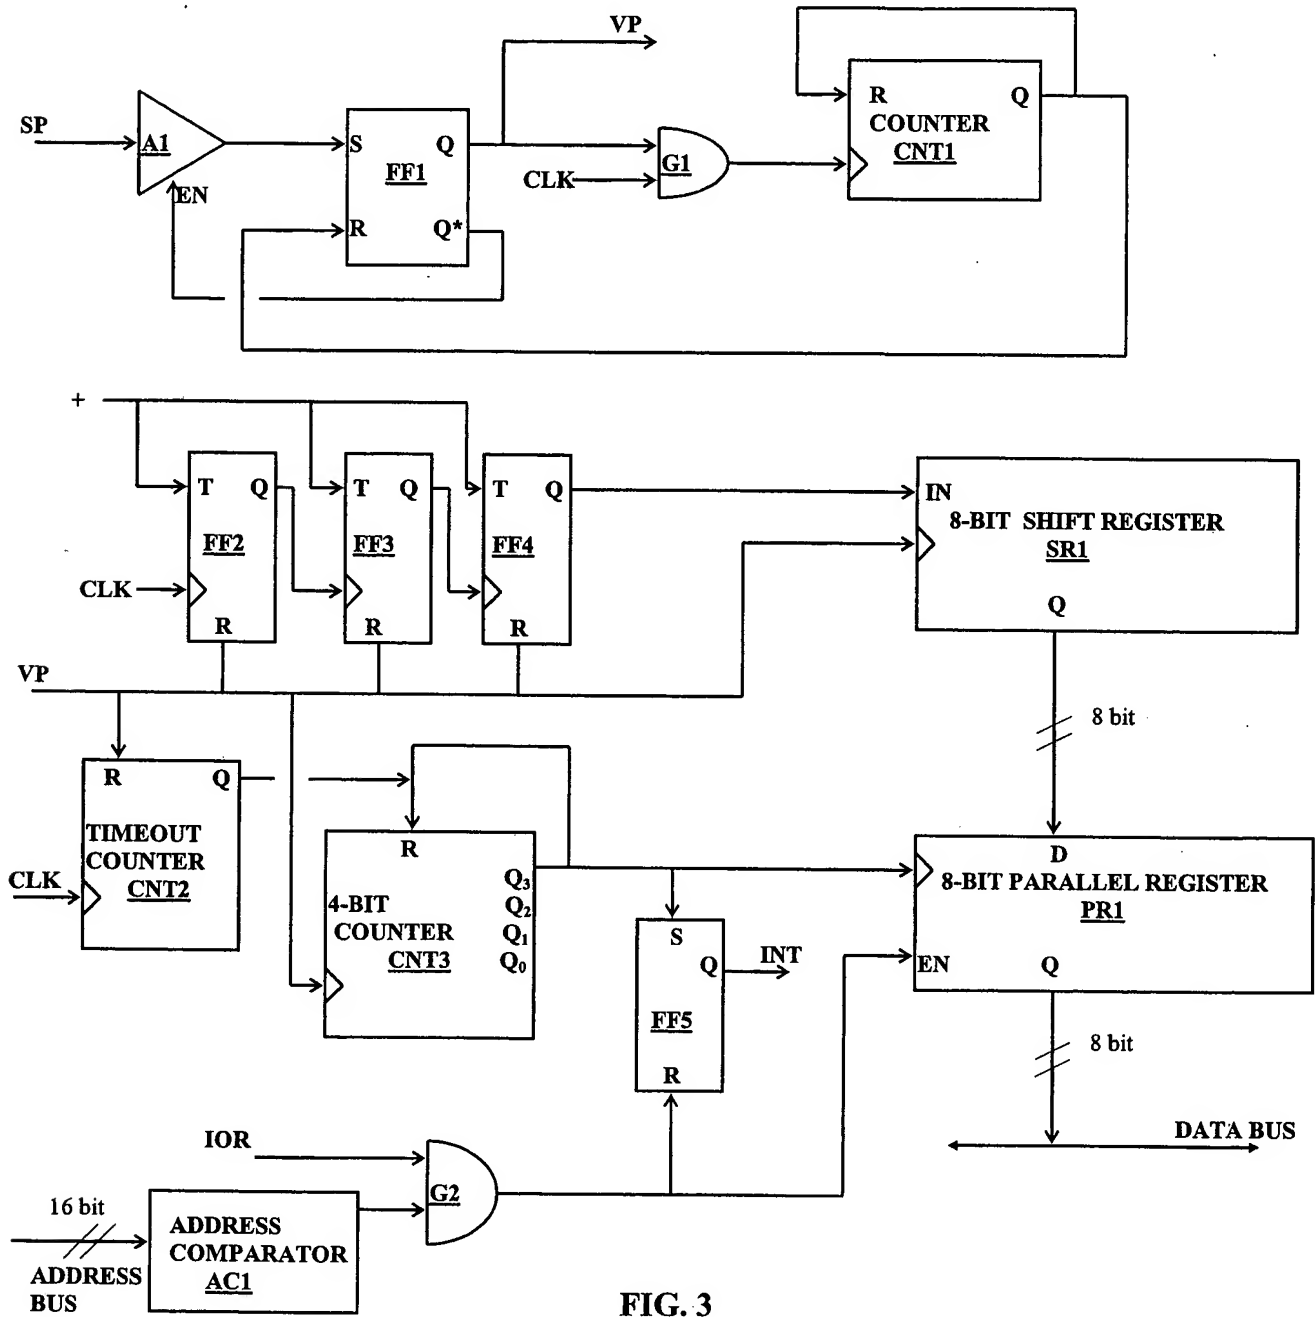 VP
SP
A1
EN
S
Q
FF1
R
Q*
CLK
G1
R
Q
COUNTER
CNT1
+
T
Q
FF2
CLK
R
T
Q
FF3
R
T
Q
FF4
R
IN
8-BIT SHIFT REGISTER
SR1
Q
VP
8 bit
R
Q
TIMEOUT
COUNTER
CNT2
CLK
R
4-BIT
COUNTER
CNT3
Q3
Q2
Q1
Q0
S
Q
INT
FF5
R
D
8-BIT PARALLEL REGISTER
PR1
EN
Q
8 bit
DATA BUS
IOR
G2
16 bit
ADDRESS
BUS
ADDRESS
COMPARATOR
AC1
FIG. 3